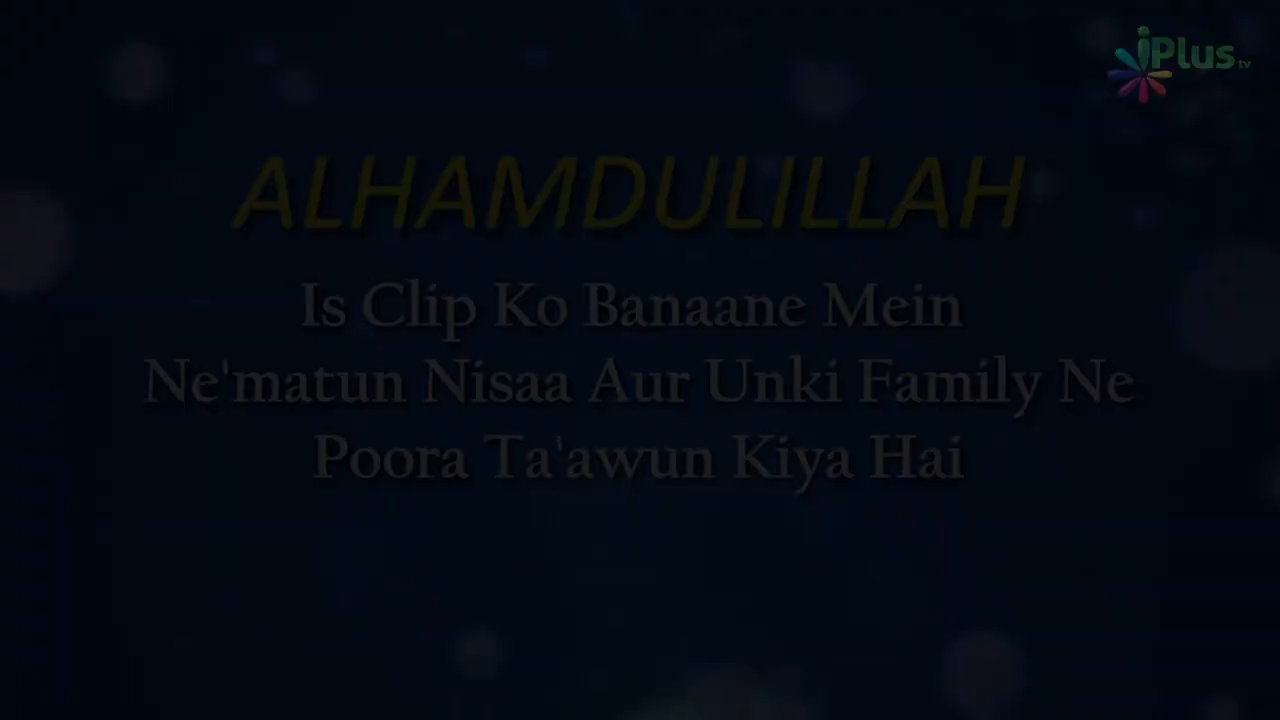 iPlus tv
ALHAMDULILLAH
Is Clip Ko Banaane Mein
Ne'matun Nisaa Aur Unki Family Ne
Poora Ta'awun Kiya Hai